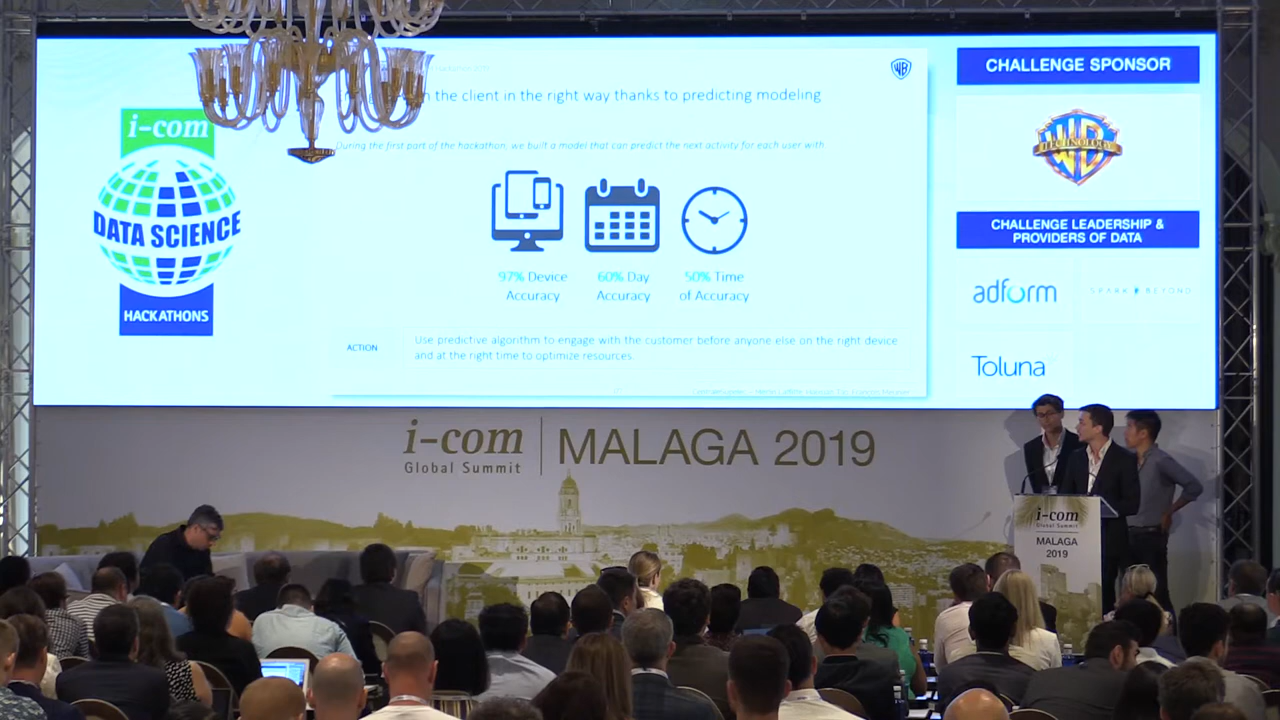 i-com
DATA SCIENCE
HACKATHONS
the client in the right way thanks to predicting modeling
During the first part of the hackathon, we built a model that can predict the next activity for each user with
97% Device
Accuracy
60% Day
Accuracy
50% Time
of Accuracy
ACTION
Use predictive algorithm to engage with the customer before anyone else on the right device
and at the right time to optimize resources.
CHALLENGE SPONSOR
WB
TECHNOLOGY
CHALLENGE LEADERSHIP &
PROVIDERS OF DATA
adform
SPARK BEYOND
Toluna
i-com
Global Summit
MALAGA 2019
i-com
Global Summit
MALAGA
2019